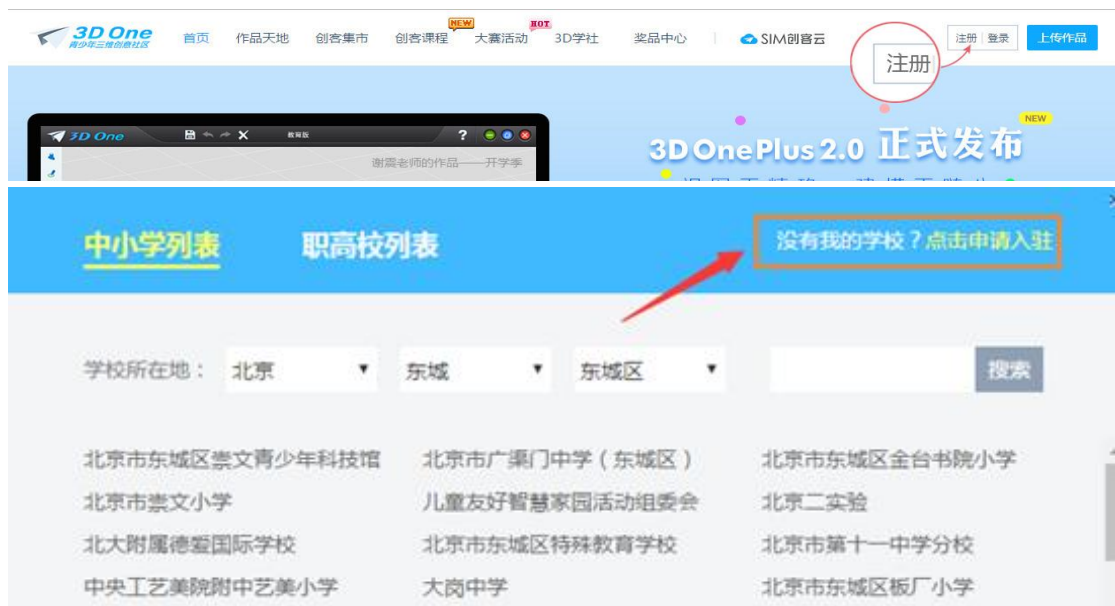 3D One 青少年三维创意社区 首页 作品天地 创客集市 创客课程 NEW 大赛活动 HOT 3D学社 奖品中心 SIM创客云 注册 登录 上传作品
注册
3D One 教育版 ?
NEW
3D One Plus 2.0 正式发布
谢震老师的作品——开学季
中小学列表 职高校列表 没有我的学校？点击申请入驻
学校所在地： 北京 东城 东城区 搜索
北京市东城区崇文青少年科技馆 北京市广渠门中学（东城区） 北京市东城区金台书院小学
北京市崇文小学 儿童友好智慧家园活动组委会 北京二实验
北大附属德爱国际学校 北京市东城区特殊教育学校 北京市第十一中学分校
中央工艺美院附中艺美小学 大岗中学 北京市东城区板厂小学